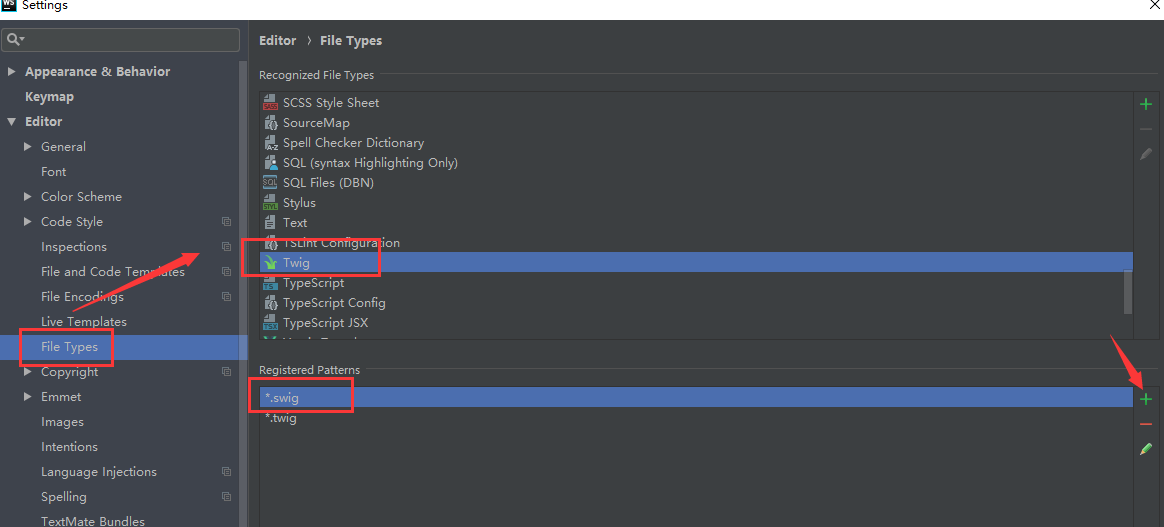 WS Settings
Editor › File Types
Recognized File Types
Appearance & Behavior
Keymap
Editor
General
Font
Color Scheme
Code Style
Inspections
File and Code Templates
File Encodings
Live Templates
File Types
Copyright
Emmet
Images
Intentions
Language Injections
Spelling
TextMate Bundles
SCSS Style Sheet
SourceMap
Spell Checker Dictionary
SQL (syntax Highlighting Only)
SQL Files (DBN)
Stylus
Text
TSLint Configuration
Twig
TypeScript
TypeScript Config
TypeScript JSX
Registered Patterns
*.swig
*.twig